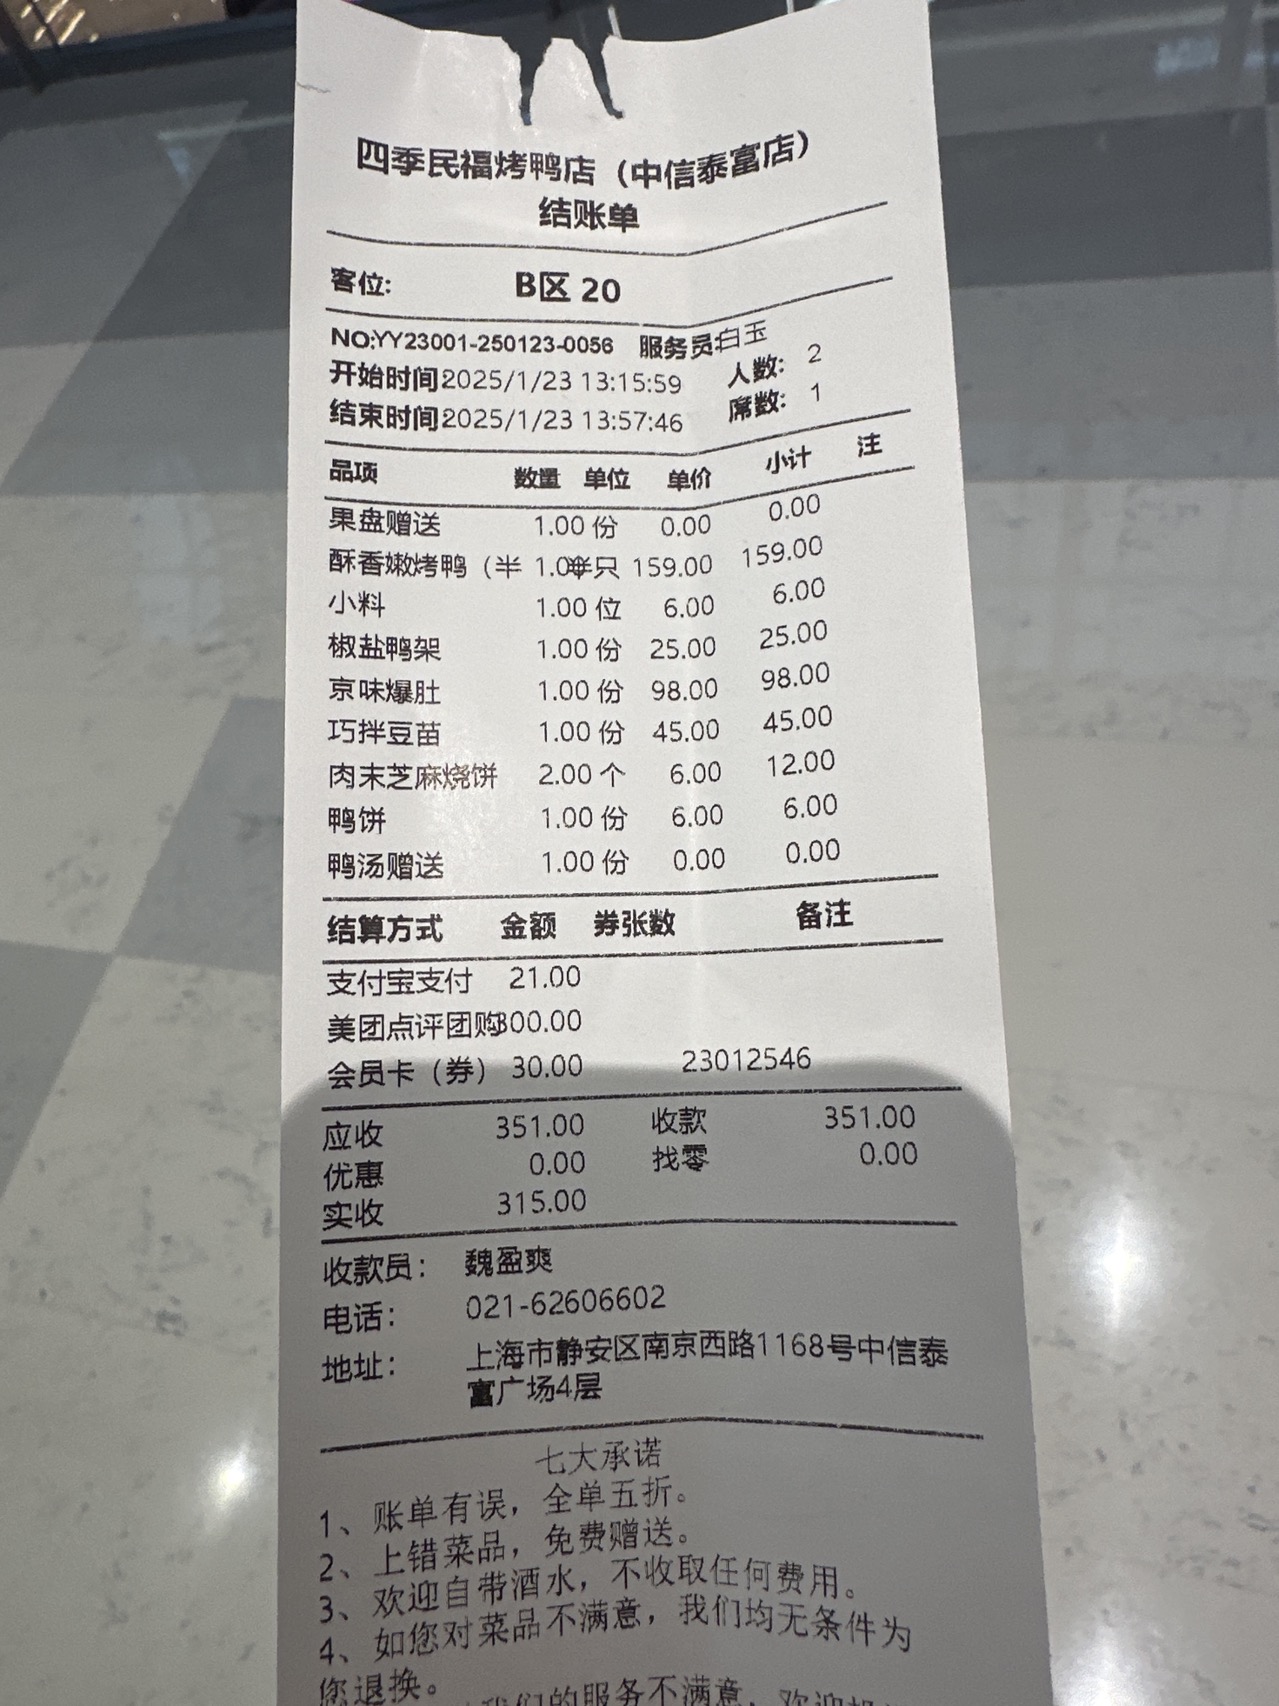 四季民福烤鸭店（中信泰富店）
结账单
客位: B区 20
NO:YY23001-250123-0056 服务员:白玉
开始时间2025/1/23 13:15:59 人数: 2
结束时间2025/1/23 13:57:46 席数: 1
品项 数量 单位 单价 小计 注
果盘赠送 1.00 份 0.00 0.00
酥香嫩烤鸭（半 1.00半只 159.00 159.00
小料 1.00 位 6.00 6.00
椒盐鸭架 1.00 份 25.00 25.00
京味爆肚 1.00 份 98.00 98.00
巧拌豆苗 1.00 份 45.00 45.00
肉末芝麻烧饼 2.00 个 6.00 12.00
鸭饼 1.00 份 6.00 6.00
鸭汤赠送 1.00 份 0.00 0.00
结算方式 金额 券张数 备注
支付宝支付 21.00
美团点评团购300.00
会员卡（券） 30.00 23012546
应收 351.00 收款 351.00
优惠 0.00 找零 0.00
实收 315.00
收款员: 魏盈爽
电话: 021-62606602
地址: 上海市静安区南京西路1168号中信泰
富广场4层
七大承诺
1、账单有误，全单五折。
2、上错菜品，免费赠送。
3、欢迎自带酒水，不收取任何费用。
4、如您对菜品不满意，我们均无条件为
您退换。
我们的服务不满意，欢迎